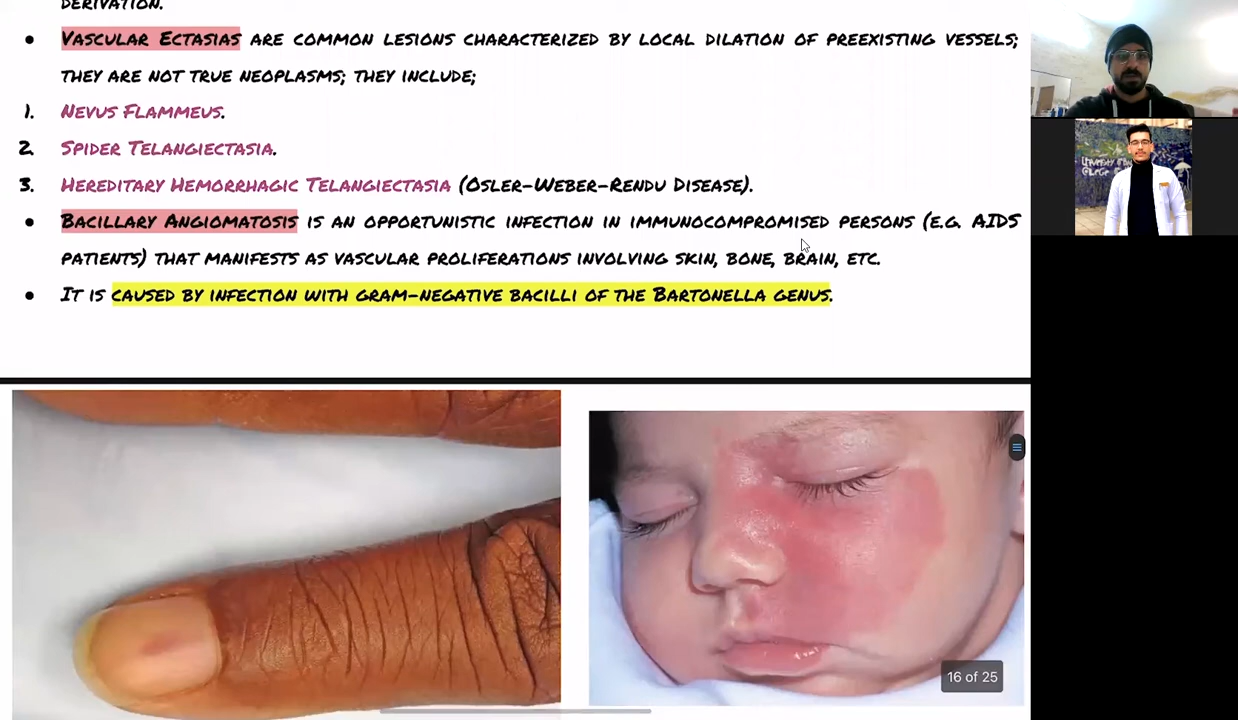 DERIVATION.
• VASCULAR ECTASIAS ARE COMMON LESIONS CHARACTERIZED BY LOCAL DILATION OF PREEXISTING VESSELS;
THEY ARE NOT TRUE NEOPLASMS; THEY INCLUDE;
1. NEVUS FLAMMEUS.
2. SPIDER TELANGIECTASIA.
3. HEREDITARY HEMORRHAGIC TELANGIECTASIA (OSLER-WEBER-RENDU DISEASE).
• BACILLARY ANGIOMATOSIS IS AN OPPORTUNISTIC INFECTION IN IMMUNOCOMPROMISED PERSONS (E.G. AIDS
PATIENTS) THAT MANIFESTS AS VASCULAR PROLIFERATIONS INVOLVING SKIN, BONE, BRAIN, ETC.
• IT IS CAUSED BY INFECTION WITH GRAM-NEGATIVE BACILLI OF THE BARTONELLA GENUS.
16 of 25